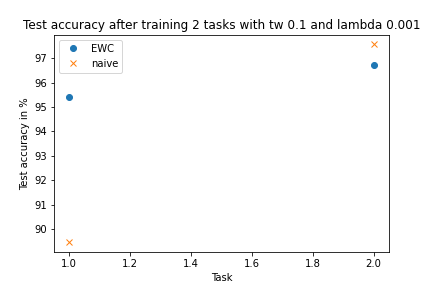 Test accuracy after training 2 tasks with tw 0.1 and lambda 0.001
EWC
naive
97
96
95
94
93
92
91
90
Test accuracy in %
1.0 1.2 1.4 1.6 1.8 2.0
Task